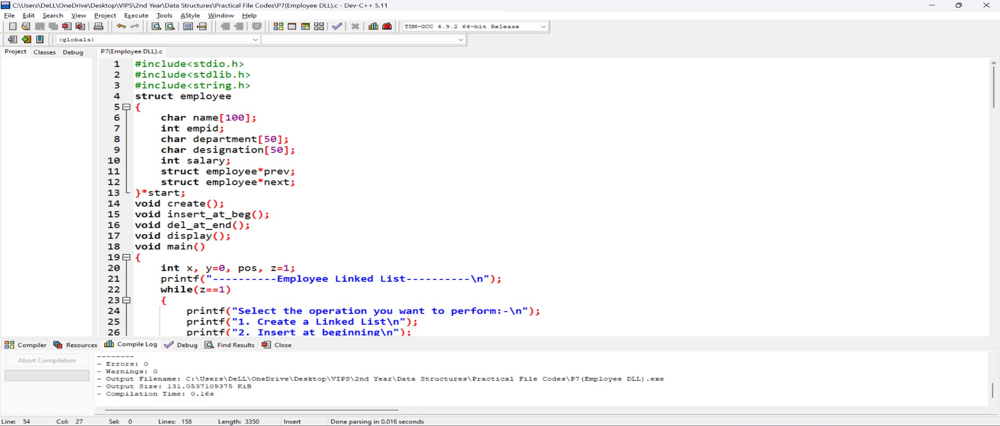 C:\Users\DeLL\OneDrive\Desktop\VIPS\2nd Year\Data Structures\Practical File Codes\P7(Employee DLL).c - Dev-C++ 5.11
File Edit Search View Project Execute Tools AStyle Window Help
TDM-GCC 4.9.2 64-bit Release
(globals)
Project Classes Debug P7(Employee DLL).c
1 #include<stdio.h>
2 #include<stdlib.h>
3 #include<string.h>
4 struct employee
5 {
6 char name[100];
7 int empid;
8 char department[50];
9 char designation[50];
10 int salary;
11 struct employee*prev;
12 struct employee*next;
13 }*start;
14 void create();
15 void insert_at_beg();
16 void del_at_end();
17 void display();
18 void main()
19 {
20 int x, y=0, pos, z=1;
21 printf("----------Employee Linked List----------\n");
22 while(z==1)
23 {
24 printf("Select the operation you want to perform:-\n");
25 printf("1. Create a Linked List\n");
26 printf("2. Insert at beginning\n");
Compiler Resources Compile Log Debug Find Results Close
Abort Compilation
--------
- Errors: 0
- Warnings: 0
- Output Filename: C:\Users\DeLL\OneDrive\Desktop\VIPS\2nd Year\Data Structures\Practical File Codes\P7(Employee DLL).exe
- Output Size: 131.0537109375 KiB
- Compilation Time: 0.16s
Line: 54 Col: 27 Sel: 0 Lines: 158 Length: 3350 Insert Done parsing in 0.016 seconds